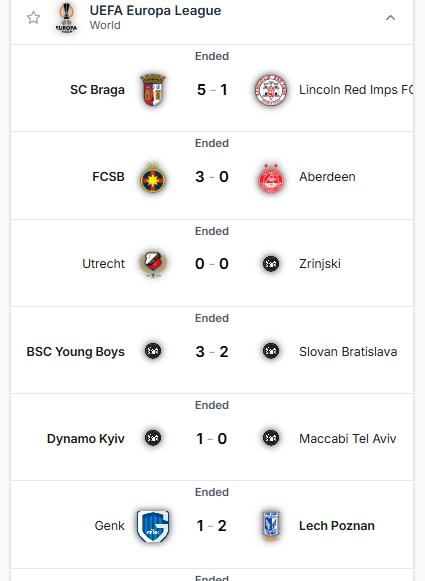 UEFA Europa League
World
Ended
SC Braga 5 - 1 Lincoln Red Imps FC
Ended
FCSB 3 - 0 Aberdeen
Ended
Utrecht 0 - 0 Zrinjski
Ended
BSC Young Boys 3 - 2 Slovan Bratislava
Ended
Dynamo Kyiv 1 - 0 Maccabi Tel Aviv
Ended
Genk 1 - 2 Lech Poznan
Ended